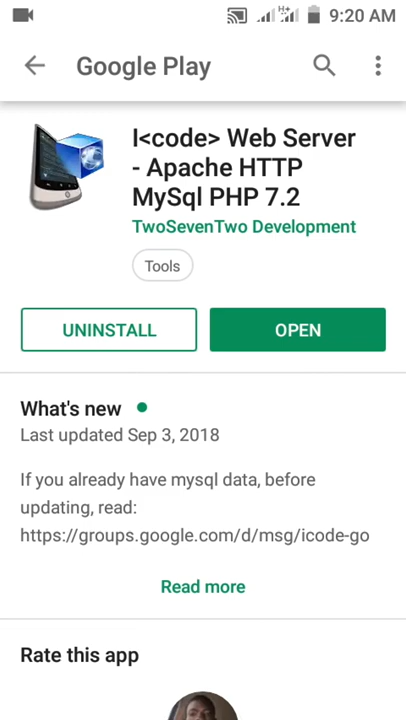 H+
9:20 AM
Google Play
I<code> Web Server
- Apache HTTP
MySql PHP 7.2
TwoSevenTwo Development
Tools
UNINSTALL
OPEN
What's new
Last updated Sep 3, 2018
If you already have mysql data, before
updating, read:
https://groups.google.com/d/msg/icode-go
Read more
Rate this app